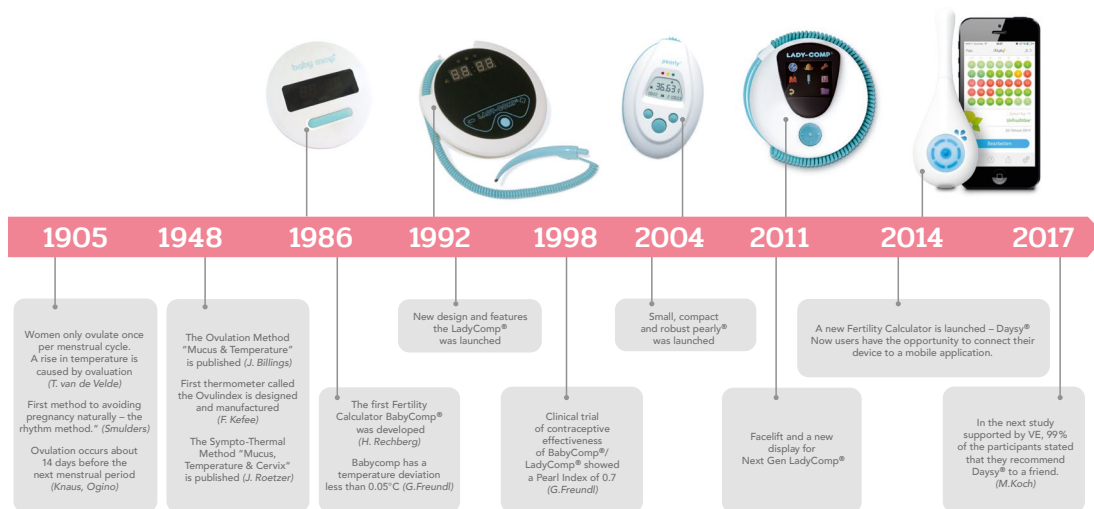 baby comp
pearly
36.63
LADY-COMP
1905
1948
1986
1992
1998
2004
2011
2014
2017
Women only ovulate once
per menstrual cycle.
A rise in temperature is
caused by ovaluation
(T. van de Velde)
First method to avoiding
pregnancy naturally – the
rhythm method.” (Smulders)
Ovulation occurs about
14 days before the
next menstrual period
(Knaus, Ogino)
The Ovulation Method
“Mucus & Temperature”
is published (J. Billings)
First thermometer called
the Ovulindex is designed
and manufactured
(F. Kefee)
The Sympto-Thermal
Method “Mucus,
Temperature & Cervix”
is published (J. Roetzer)
The first Fertility
Calculator BabyComp®
was developed
(H. Rechberg)
Babycomp has a
temperature deviation
less than 0.05°C (G.Freundl)
New design and features
the LadyComp®
was launched
Clinical trial
of contraceptive
effectiveness
of BabyComp®/
LadyComp® showed
a Pearl Index of 0.7
(G.Freundl)
Small, compact
and robust pearly®
was launched
Facelift and a new
display for
Next Gen LadyComp®
A new Fertility Calculator is launched – Daysy®
Now users have the opportunity to connect their
device to a mobile application.
In the next study
supported by VE, 99%
of the participants stated
that they recommend
Daysy® to a friend.
(M.Koch)